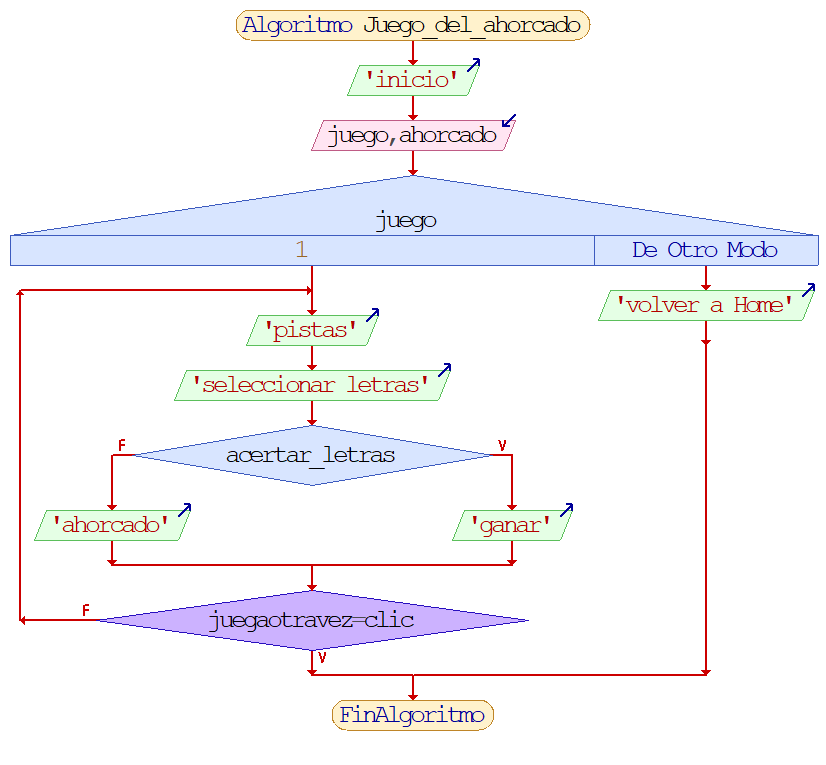 Algoritmo Juego_del_ahorcado
'inicio'
juego,ahorcado
juego
1
De Otro Modo
'volver a Home'
'pistas'
'seleccionar letras'
F
acertar_letras
V
'ahorcado'
'ganar'
F
juegaotravez=clic
V
FinAlgoritmo